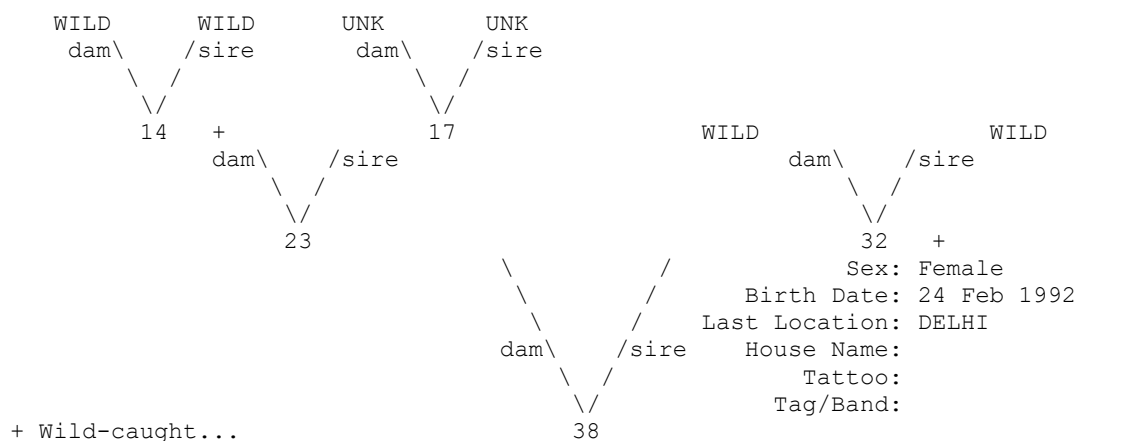 WILD WILD UNK UNK
dam\ /sire dam\ /sire
\ / \ /
\/ \/
14 + 17 WILD WILD
dam\ /sire dam\ /sire
\ / \ /
\/ \/
23 32 +
\ / Sex: Female
\ / Birth Date: 24 Feb 1992
\ / Last Location: DELHI
dam\ /sire House Name:
\ / Tattoo:
\/ Tag/Band:
+ Wild-caught... 38